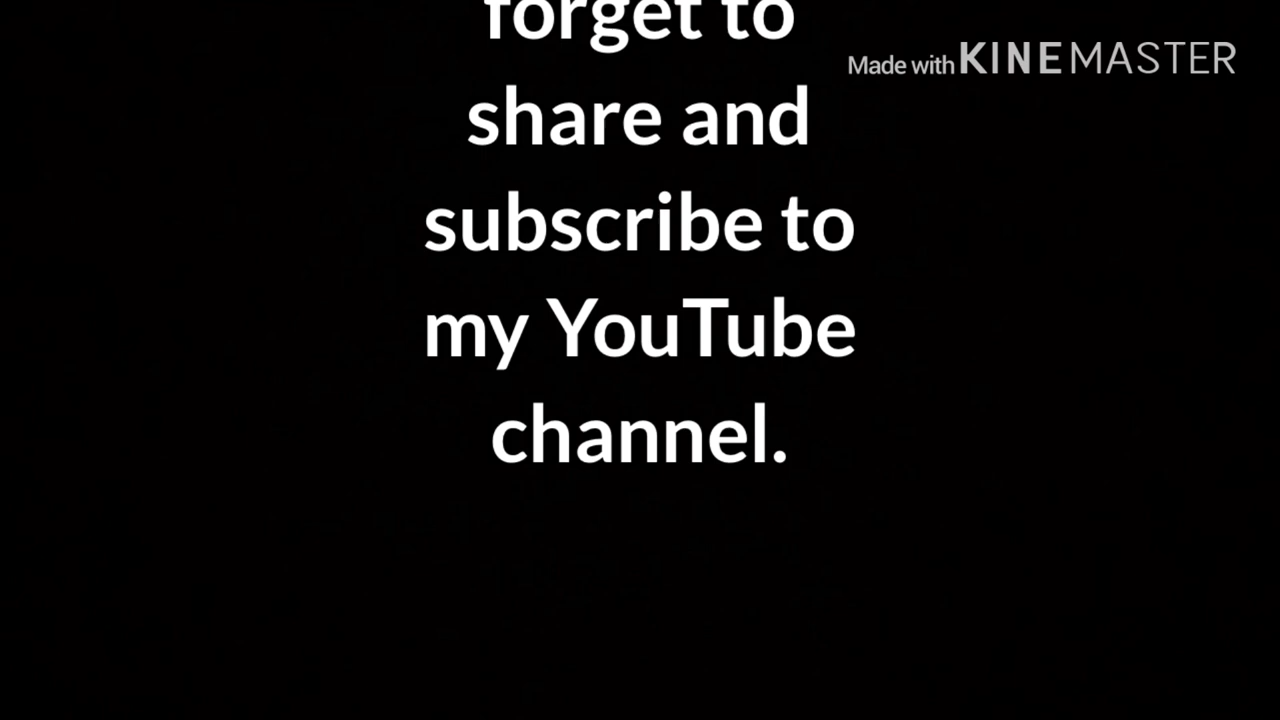 forget to
Made with KINEMASTER
share and
subscribe to
my YouTube
channel.